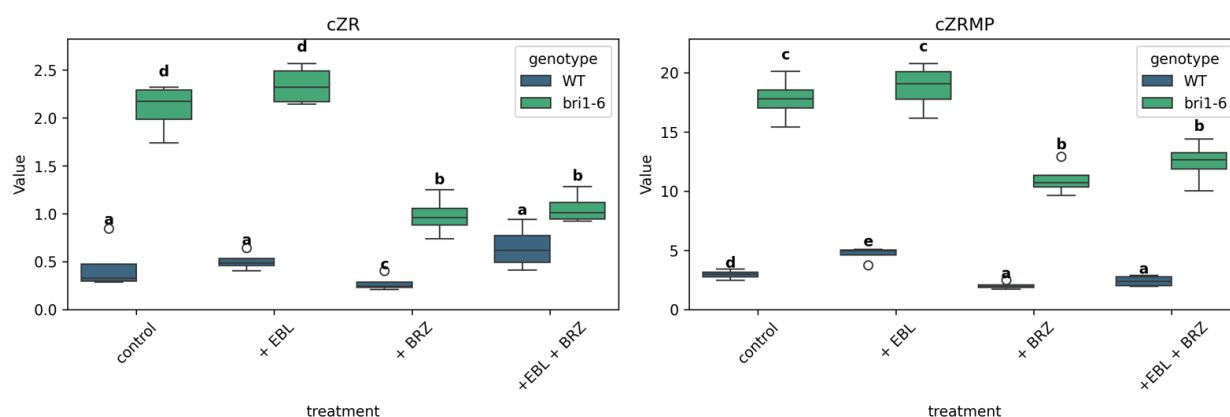 cZR
Value
2.5
2.0
1.5
1.0
0.5
0.0
genotype
WT
bri1-6
a
d
a
d
c
b
a
b
control
+ EBL
+ BRZ
+EBL + BRZ
treatment
cZRMP
Value
20
15
10
5
0
genotype
WT
bri1-6
d
c
e
c
a
b
a
b
control
+ EBL
+ BRZ
+EBL + BRZ
treatment